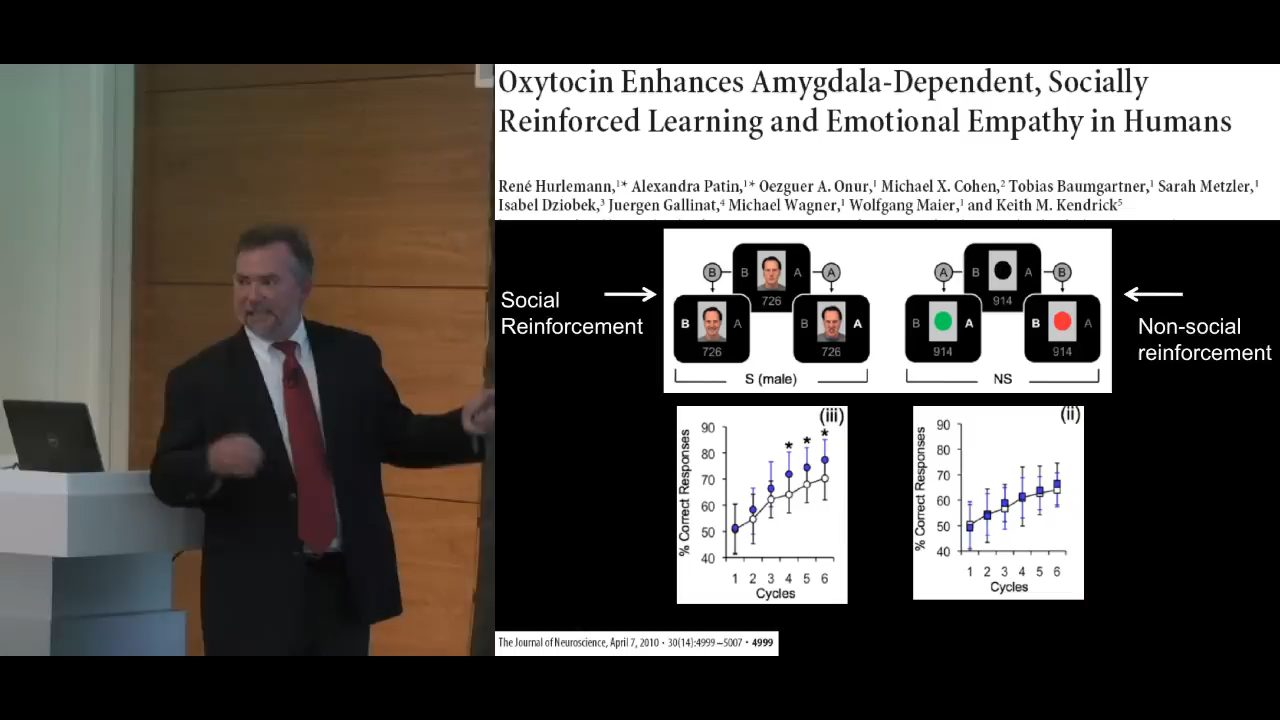 Oxytocin Enhances Amygdala-Dependent, Socially
Reinforced Learning and Emotional Empathy in Humans
René Hurlemann,¹* Alexandra Patin,¹* Oezguer A. Onur,¹ Michael X. Cohen,² Tobias Baumgartner,¹ Sarah Metzler,¹
Isabel Dziobek,³ Juergen Gallinat,⁴ Michael Wagner,¹ Wolfgang Maier,¹ and Keith M. Kendrick⁵
Social
Reinforcement
B B A A
726
B A
726
B A
726
S (male)
A B A B
914
B A
914
B A
914
NS
Non-social
reinforcement
(iii)
% Correct Responses
90
80
70
60
50
40
* * *
1 2 3 4 5 6
Cycles
(ii)
% Correct Responses
90
80
70
60
50
40
1 2 3 4 5 6
Cycles
The Journal of Neuroscience, April 7, 2010 • 30(14):4999–5007 • 4999